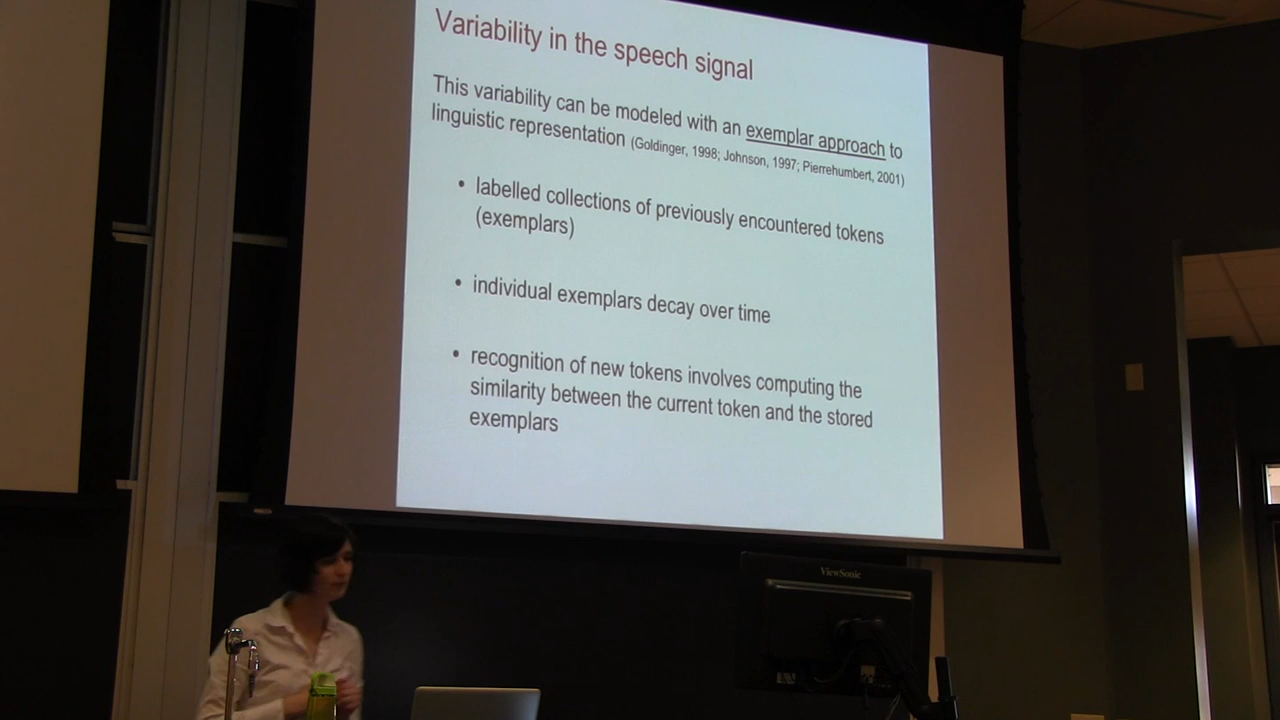 Variability in the speech signal
This variability can be modeled with an exemplar approach to
linguistic representation (Goldinger, 1998; Johnson, 1997; Pierrehumbert, 2001)
• labelled collections of previously encountered tokens
(exemplars)
• individual exemplars decay over time
• recognition of new tokens involves computing the
similarity between the current token and the stored
exemplars
ViewSonic